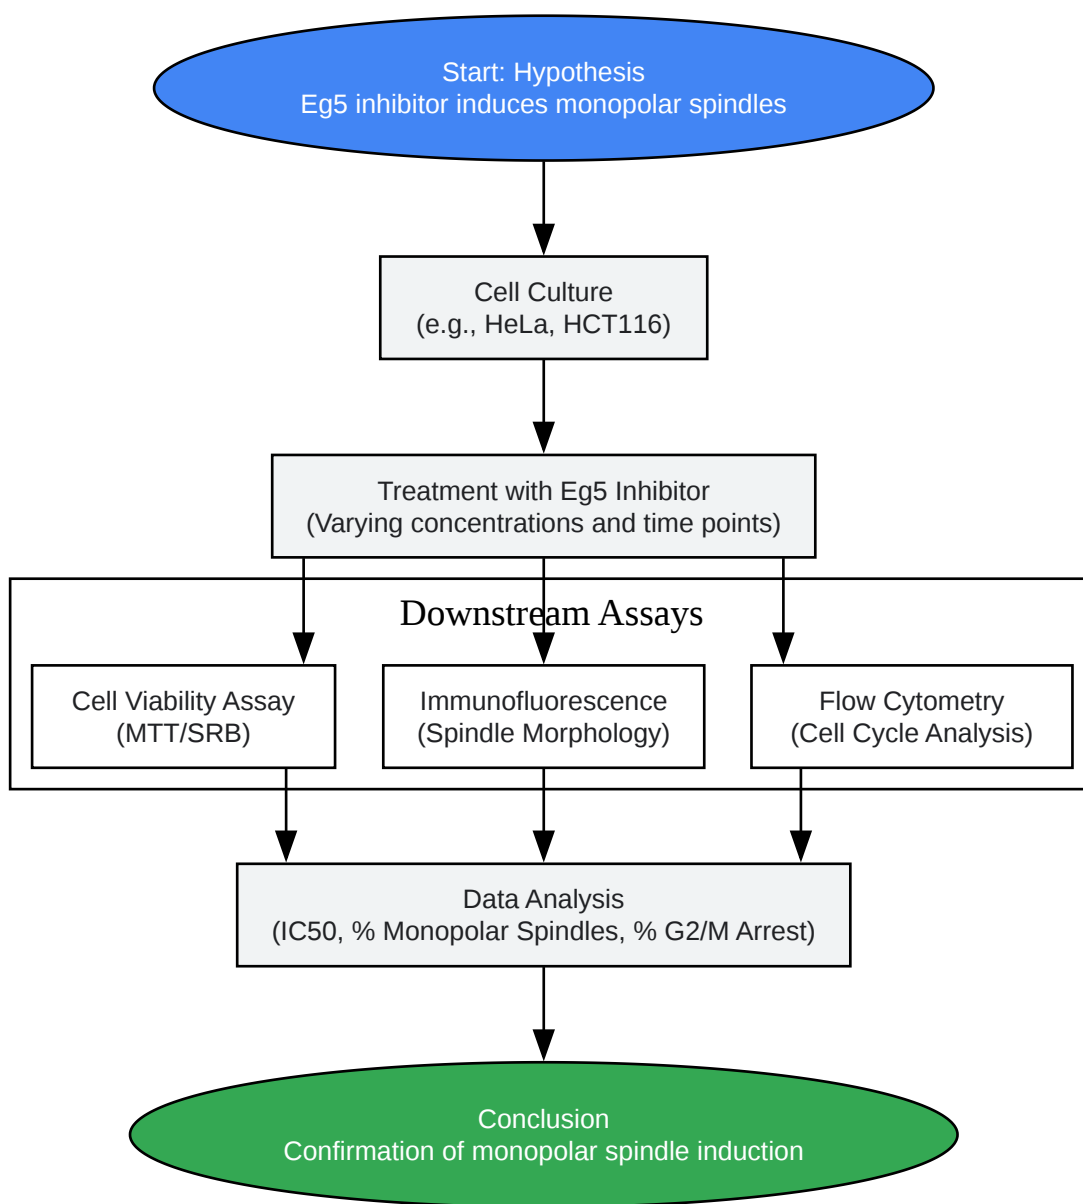 Start: Hypothesis
Eg5 inhibitor induces monopolar spindles
Cell Culture
(e.g., HeLa, HCT116)
Treatment with Eg5 Inhibitor
(Varying concentrations and time points)
Downstream Assays
Cell Viability Assay
(MTT/SRB)
Immunofluorescence
(Spindle Morphology)
Flow Cytometry
(Cell Cycle Analysis)
Data Analysis
(IC50, % Monopolar Spindles, % G2/M Arrest)
Conclusion
Confirmation of monopolar spindle induction